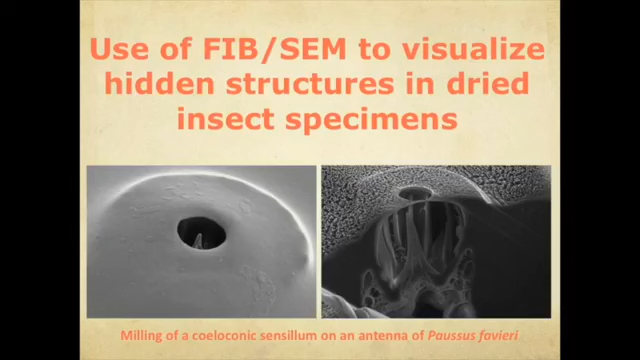 Use of FIB/SEM to visualize
hidden structures in dried
insect specimens
Milling of a coeloconic sensillum on an antenna of Paussus favieri